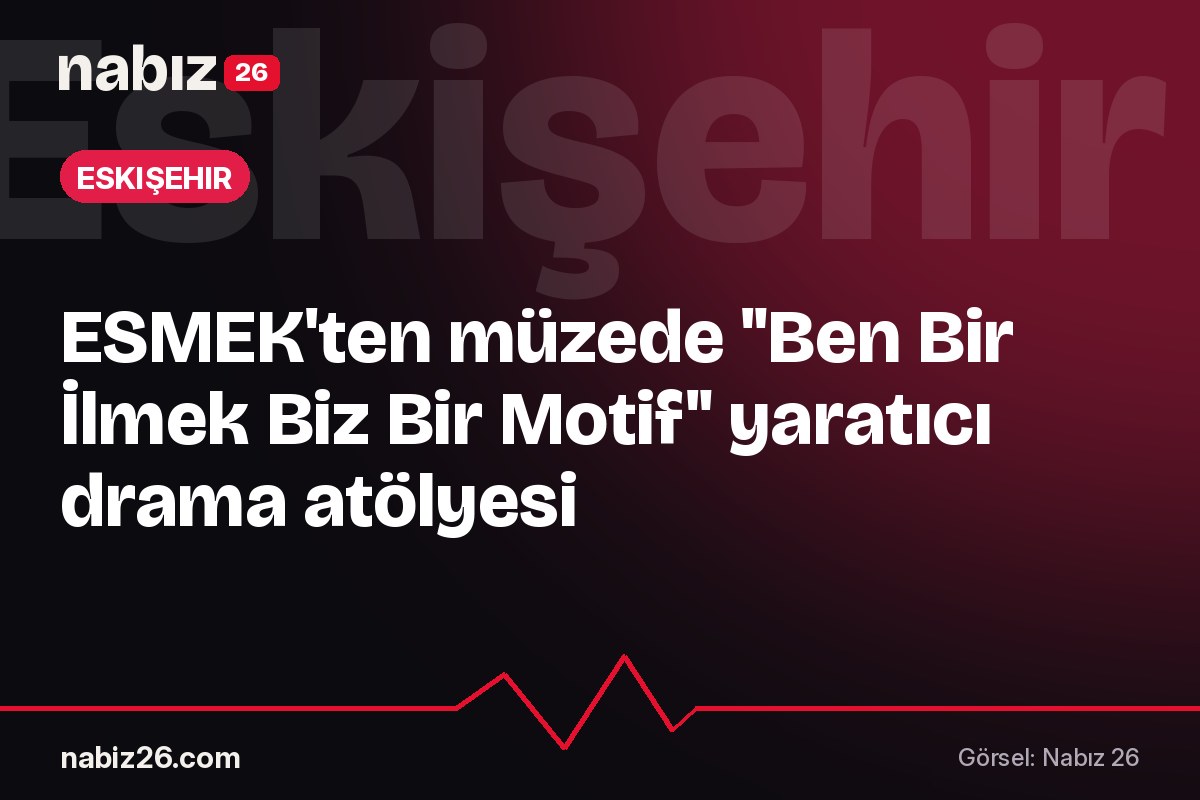 Eskişehir
nabız 26
ESKIŞEHIR
ESMEK'ten müzede "Ben Bir
İlmek Biz Bir Motif" yaratıcı
drama atölyesi
nabiz26.com
Görsel: Nabız 26